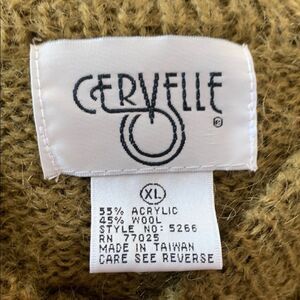 CERVELLE
®
XL
55% ACRYLIC
45% WOOL
STYLE NO: 5266
RN 77025
MADE IN TAIWAN
CARE SEE REVERSE